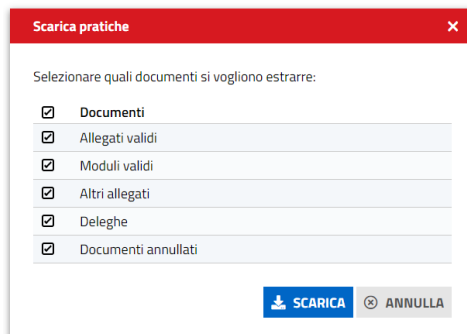 Scarica pratiche
Selezionare quali documenti si vogliono estrarre:
Documenti
Allegati validi
Moduli validi
Altri allegati
Deleghe
Documenti annullati
SCARICA ANNULLA